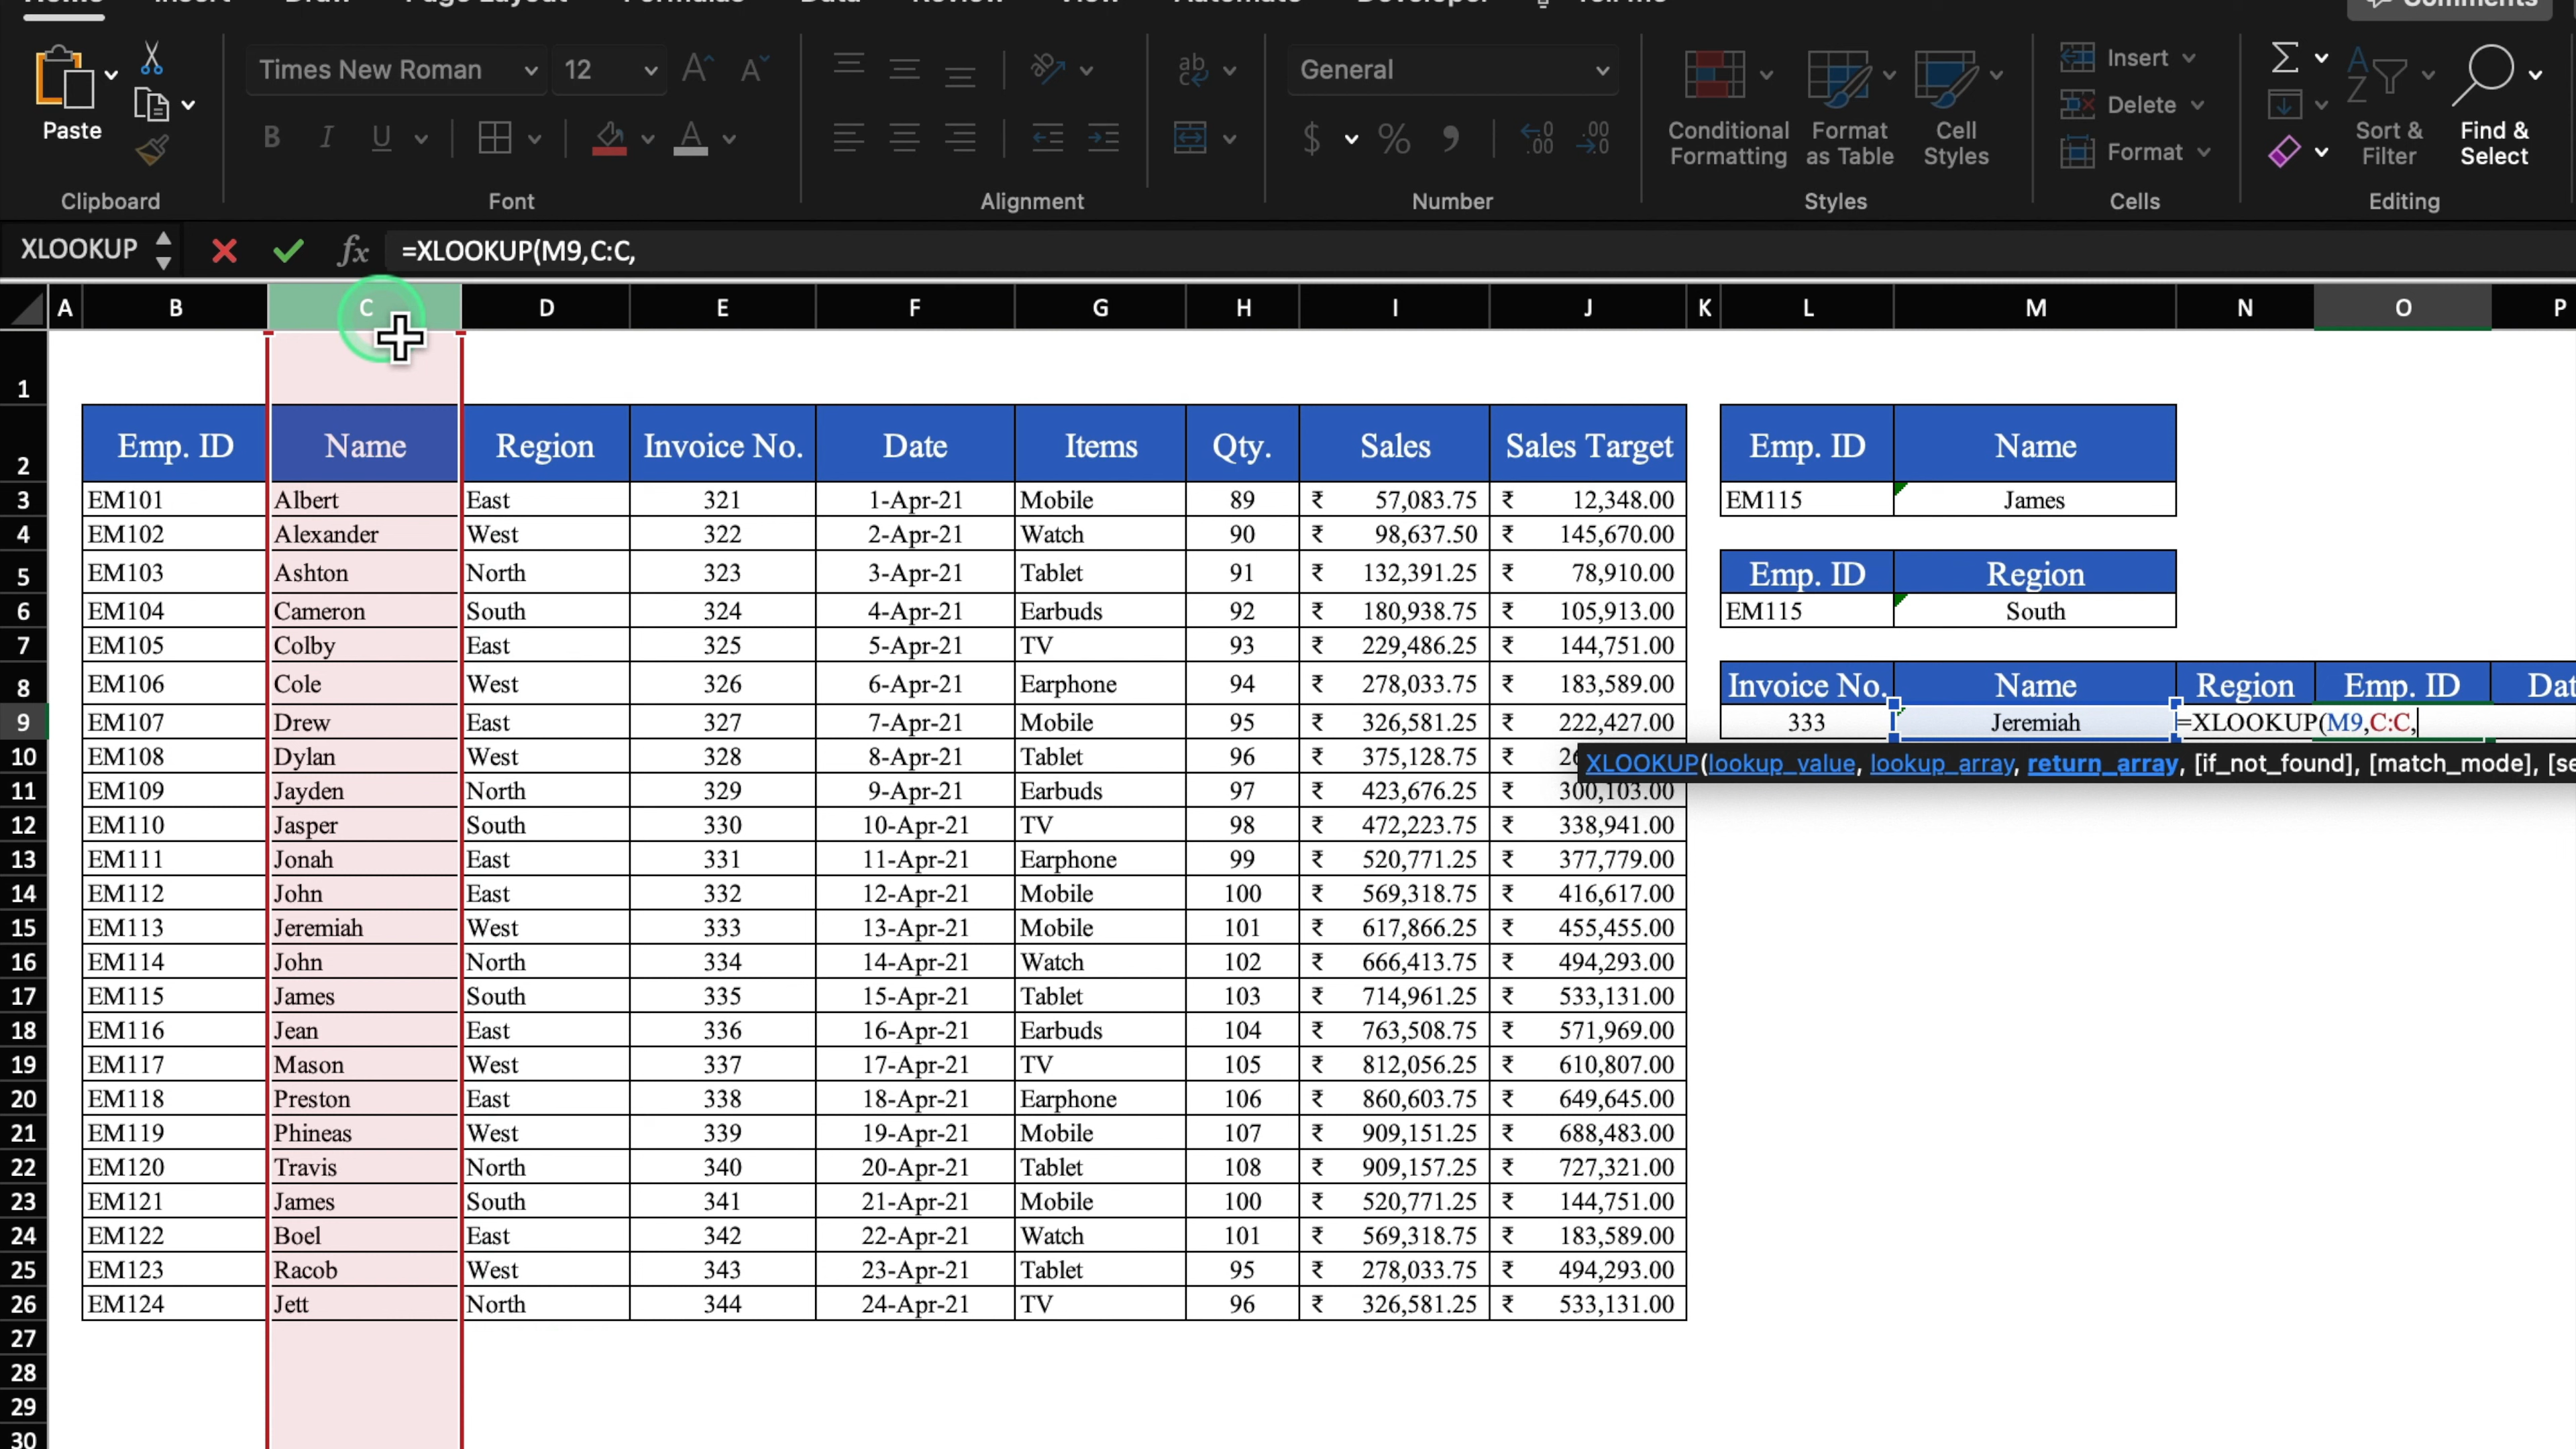 Home Insert Draw Page Layout Formulas Data Review View Automate Developer Tell me Comments
Paste
Times New Roman 12
General
Insert
Delete
Format
Conditional Formatting
Format as Table
Cell Styles
Sort & Filter
Find & Select
Clipboard Font Alignment Number Styles Cells Editing
XLOOKUP fx =XLOOKUP(M9,C:C,
A B C D E F G H I J K L M N O P
1
2 Emp. ID Name Region Invoice No. Date Items Qty. Sales Sales Target Emp. ID Name
3 EM101 Albert East 321 1-Apr-21 Mobile 89 ₹ 57,083.75 ₹ 12,348.00 EM115 James
4 EM102 Alexander West 322 2-Apr-21 Watch 90 ₹ 98,637.50 ₹ 145,670.00
5 EM103 Ashton North 323 3-Apr-21 Tablet 91 ₹ 132,391.25 ₹ 78,910.00 Emp. ID Region
6 EM104 Cameron South 324 4-Apr-21 Earbuds 92 ₹ 180,938.75 ₹ 105,913.00 EM115 South
7 EM105 Colby East 325 5-Apr-21 TV 93 ₹ 229,486.25 ₹ 144,751.00
8 EM106 Cole West 326 6-Apr-21 Earphone 94 ₹ 278,033.75 ₹ 183,589.00 Invoice No. Name Region Emp. ID
9 EM107 Drew East 327 7-Apr-21 Mobile 95 ₹ 326,581.25 ₹ 222,427.00 333 Jeremiah =XLOOKUP(M9,C:C,
10 EM108 Dylan West 328 8-Apr-21 Tablet 96 ₹ 375,128.75 ₹ XLOOKUP(lookup_value, lookup_array, return_array, [if_not_found], [match_mode],
11 EM109 Jayden North 329 9-Apr-21 Earbuds 97 ₹ 423,676.25 ₹ 300,103.00
12 EM110 Jasper South 330 10-Apr-21 TV 98 ₹ 472,223.75 ₹ 338,941.00
13 EM111 Jonah East 331 11-Apr-21 Earphone 99 ₹ 520,771.25 ₹ 377,779.00
14 EM112 John East 332 12-Apr-21 Mobile 100 ₹ 569,318.75 ₹ 416,617.00
15 EM113 Jeremiah West 333 13-Apr-21 Mobile 101 ₹ 617,866.25 ₹ 455,455.00
16 EM114 John North 334 14-Apr-21 Watch 102 ₹ 666,413.75 ₹ 494,293.00
17 EM115 James South 335 15-Apr-21 Tablet 103 ₹ 714,961.25 ₹ 533,131.00
18 EM116 Jean East 336 16-Apr-21 Earbuds 104 ₹ 763,508.75 ₹ 571,969.00
19 EM117 Mason West 337 17-Apr-21 TV 105 ₹ 812,056.25 ₹ 610,807.00
20 EM118 Preston East 338 18-Apr-21 Earphone 106 ₹ 860,603.75 ₹ 649,645.00
21 EM119 Phineas West 339 19-Apr-21 Mobile 107 ₹ 909,151.25 ₹ 688,483.00
22 EM120 Travis North 340 20-Apr-21 Tablet 108 ₹ 909,157.25 ₹ 727,321.00
23 EM121 James South 341 21-Apr-21 Mobile 100 ₹ 520,771.25 ₹ 144,751.00
24 EM122 Boel East 342 22-Apr-21 Watch 101 ₹ 569,318.75 ₹ 183,589.00
25 EM123 Racob West 343 23-Apr-21 Tablet 95 ₹ 278,033.75 ₹ 494,293.00
26 EM124 Jett North 344 24-Apr-21 TV 96 ₹ 326,581.25 ₹ 533,131.00
27
28
29
30